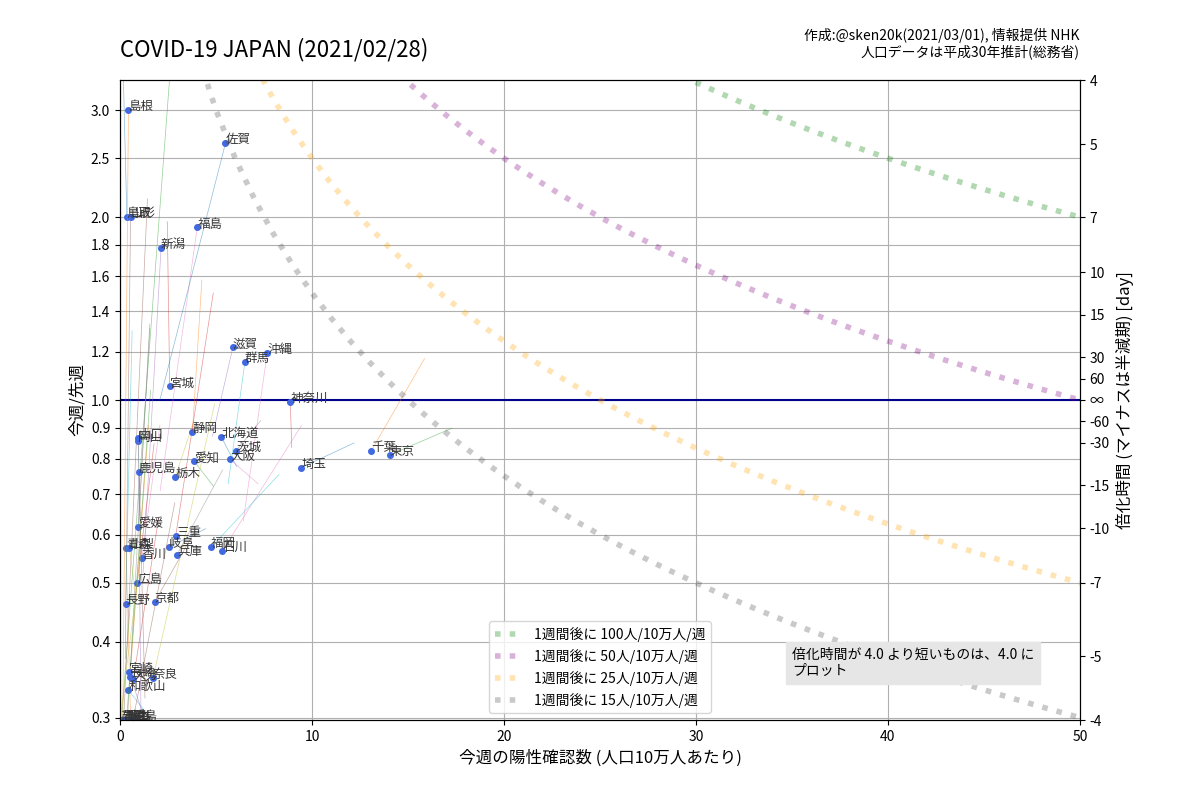 COVID-19 JAPAN (2021/02/28)
作成:@sken20k(2021/03/01), 情報提供 NHK
人口データは平成30年推計(総務省)
今週/先週
3.0
2.5
2.0
1.8
1.6
1.4
1.2
1.0
0.9
0.8
0.7
0.6
0.5
0.4
0.3
島根
佐賀
福島
新潟
滋賀
沖縄
群馬
宮城
神奈川
静岡
北海道
茨城
大阪
千葉
東京
愛知
埼玉
鹿児島
栃木
愛媛
三重
岐阜
福岡
石川
兵庫
香川
広島
長野
京都
宮崎
奈良
和歌山
4
5
7
10
15
30
60
∞
-60
-30
-15
-10
-7
-5
-4
倍化時間 (マイナスは半減期) [day]
1週間後に 100人/10万人/週
1週間後に 50人/10万人/週
1週間後に 25人/10万人/週
1週間後に 15人/10万人/週
倍化時間が 4.0 より短いものは、4.0 に
プロット
0
10
20
30
40
50
今週の陽性確認数 (人口10万人あたり)